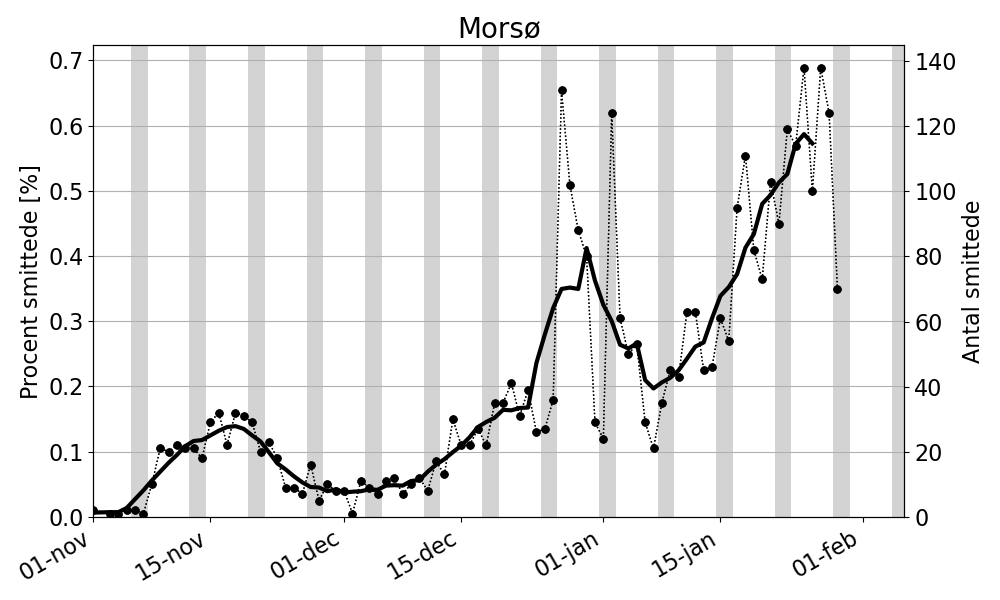 Morsø
Procent smittede [%]
0.7
0.6
0.5
0.4
0.3
0.2
0.1
0.0
140
120
100
80
60
40
20
0
Antal smittede
01-nov
15-nov
01-dec
15-dec
01-jan
15-jan
01-feb